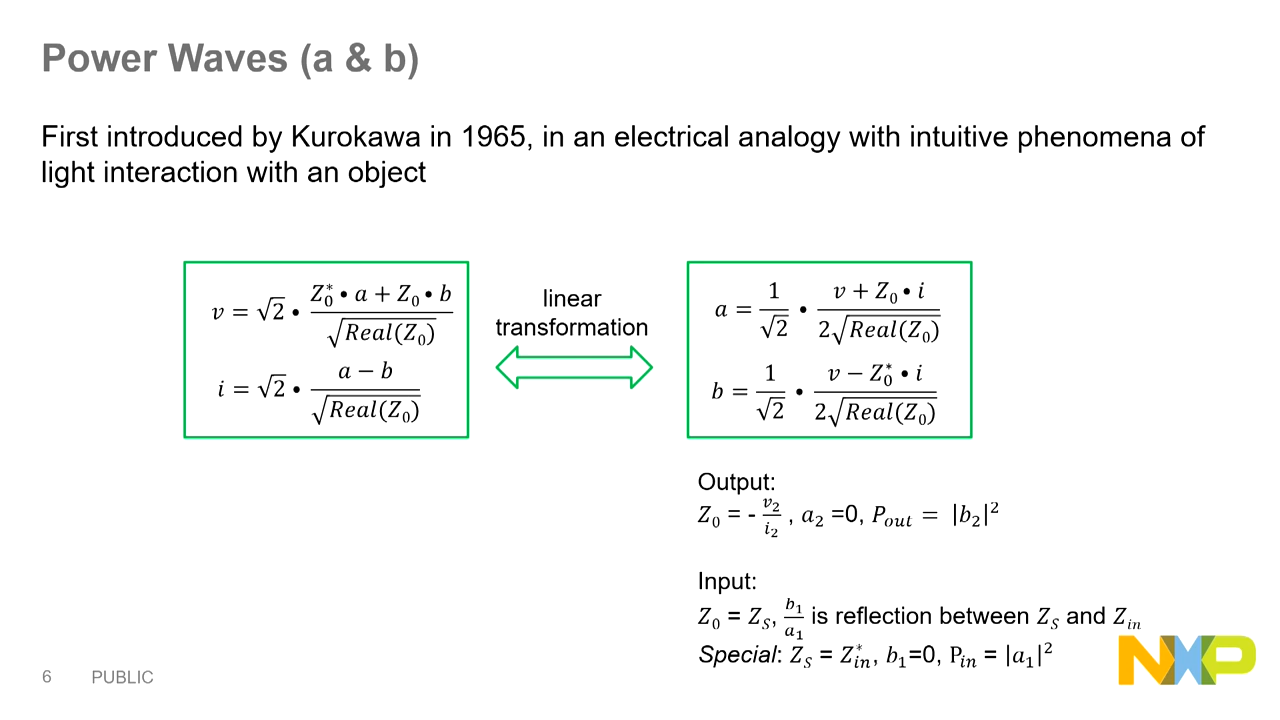 Power Waves (a & b)
First introduced by Kurokawa in 1965, in an electrical analogy with intuitive phenomena of
light interaction with an object
v = √2 • (Z₀* • a + Z₀ • b) / √(Real(Z₀))
i = √2 • (a − b) / √(Real(Z₀))
linear
transformation
a = 1/√2 • (v + Z₀ • i) / (2√(Real(Z₀)))
b = 1/√2 • (v − Z₀* • i) / (2√(Real(Z₀)))
Output:
Z₀ = - v₂/i₂ , a₂ =0, P_out = |b₂|²
Input:
Z₀ = Z_S, b₁/a₁ is reflection between Z_S and Z_in
Special: Z_S = Z_in*, b₁=0, P_in = |a₁|²
6 PUBLIC
NXP